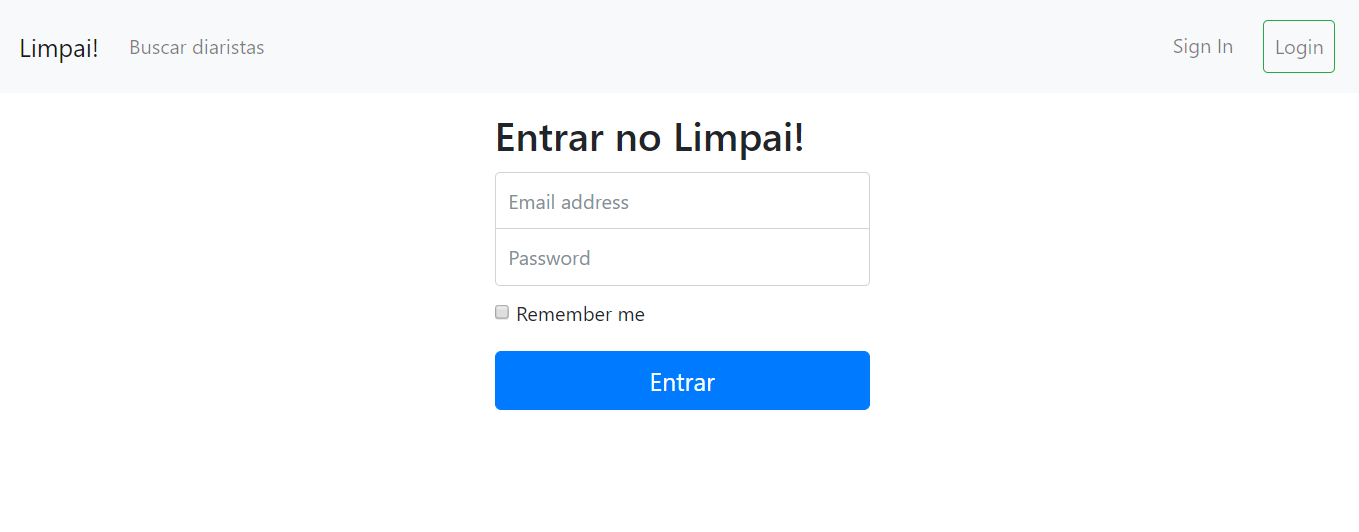 Limpai! Buscar diaristas Sign In Login
Entrar no Limpai!
Email address
Password
Remember me
Entrar